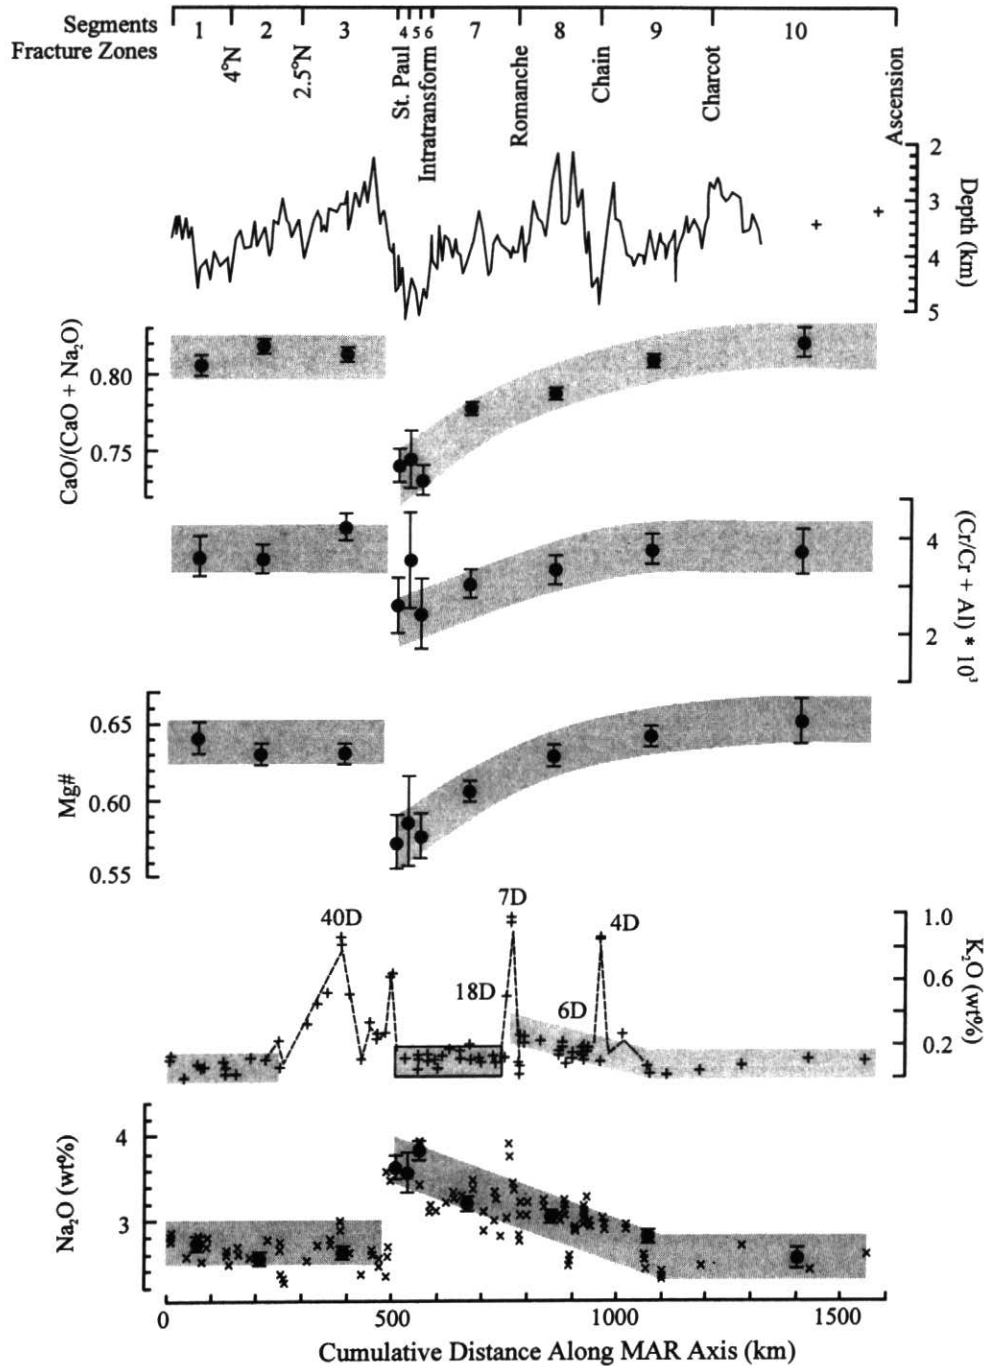 Segments 1 2 3 4 5 6 7 8 9 10
Fracture Zones
4°N
2.5°N
St. Paul
Intratransform
Romanche
Chain
Charcot
Ascension
2
3
4
5
Depth (km)
0.80
0.75
CaO/(CaO + Na₂O)
4
2
(Cr/Cr + Al) * 10³
0.65
0.60
0.55
Mg#
40D
7D
4D
18D
6D
1.0
0.6
0.2
K₂O (wt%)
4
3
Na₂O (wt%)
0 500 1000 1500
Cumulative Distance Along MAR Axis (km)